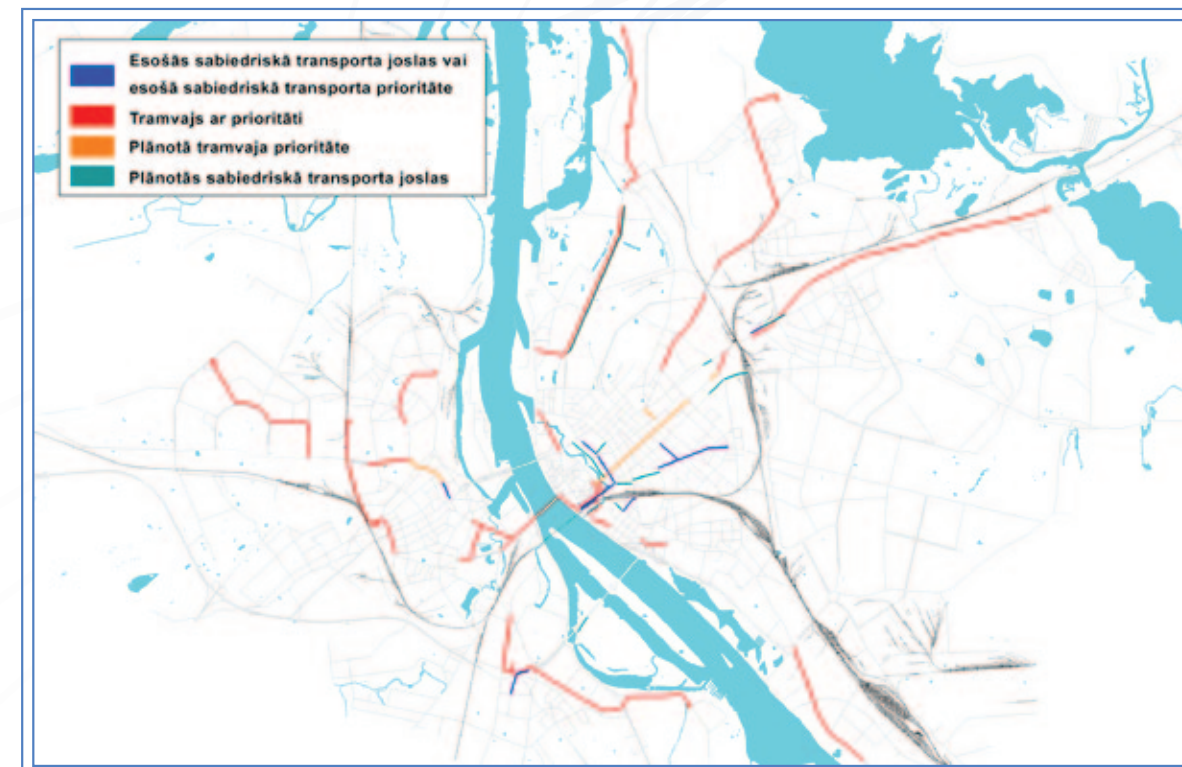 Esošās sabiedriskā transporta joslas vai
esošā sabiedriskā transporta prioritāte
Tramvajs ar prioritāti
Plānotā tramvaja prioritāte
Plānotās sabiedriskā transporta joslas